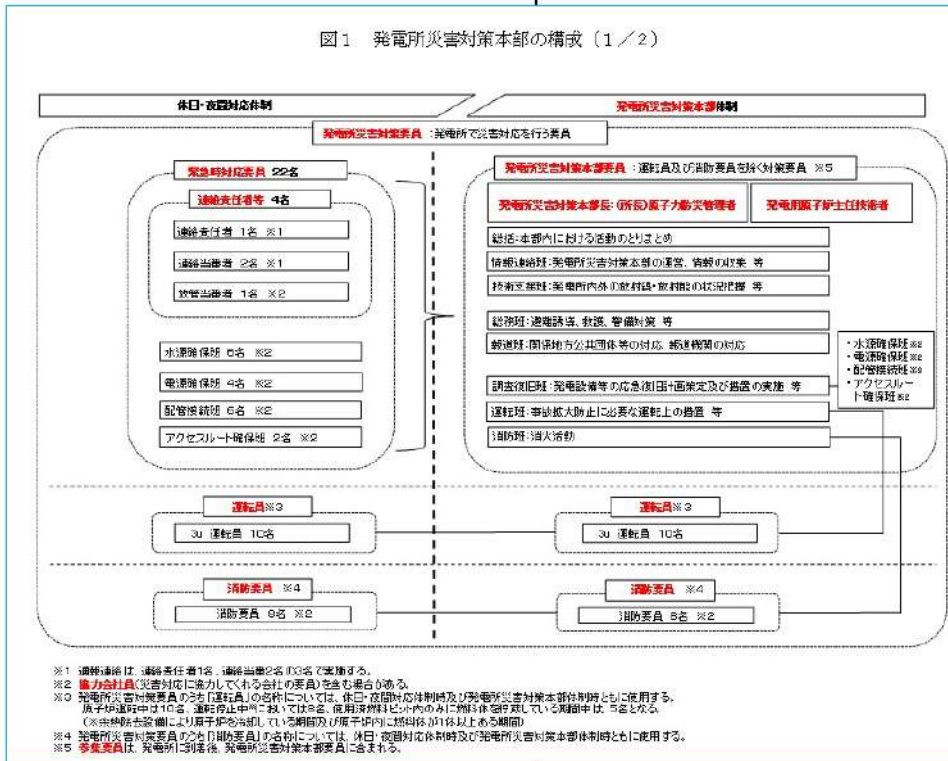 図1 発電所災害対策本部の構成(1/2)
休日・夜間対応体制
発電所災害対策本部体制
発電所災害対策要員:発電所で災害対応を行う要員
緊急時対応要員 22名
連絡責任者等 4名
連絡責任者 1名 ※1
連絡当番者 2名 ※1
放管当番者 1名 ※2
水源確保班 6名 ※2
電源確保班 4名 ※2
配管接続班 6名 ※2
アクセスルート確保班 2名 ※2
発電所災害対策本部要員:運転員及び消防要員を除く対策要員 ※5
発電所災害対策本部長:(所長)原子力防災管理者
発電用原子炉主任技術者
総括:本部内における活動のとりまとめ
情報連絡班:発電所災害対策本部の運営、情報の収集 等
技術支援班:発電所内外の放射線・放射能の状況把握 等
総務班:避難誘導、救護、警備対策 等
報道班:関係地方公共団体等の対応、報道機関の対応
調査復旧班:発電設備等の応急復旧計画策定及び措置の実施 等
運転班:事故拡大防止に必要な運転上の措置 等
消防班:消火活動
・水源確保班※2
・電源確保班※2
・配管接続班※2
・アクセスルー
ト確保班※2
運転員※3
3u 運転員 10名
運転員※3
3u 運転員 10名
消防要員 ※4
消防要員 ※2
消防要員 ※4
消防要員 ※2
※1 通報連絡は、連絡責任者1名、連絡当番2名の3名で実施する。
※2 協力会社員(災害対応に協力してくれる会社の要員)を含む場合がある。
※3 発電所災害対策要員のうち「運転員」の名称については、休日・夜間対応体制時及び発電所災害対策本部体制時ともに使用する。
原子炉運転中は10名、運転停止中※においては8名、使用済燃料ピット内のみに燃料体を貯蔵している期間中は、5名となる。
(※余熱除去設備により原子炉を冷却している期間及び原子炉内に燃料体が1体以上ある期間)
※4 発電所災害対策要員のうち「消防要員」の名称については、休日・夜間対応体制時及び発電所災害対策本部体制時ともに使用する。
※5 参集要員は、発電所に到着後、発電所災害対策本部要員に含まれる。